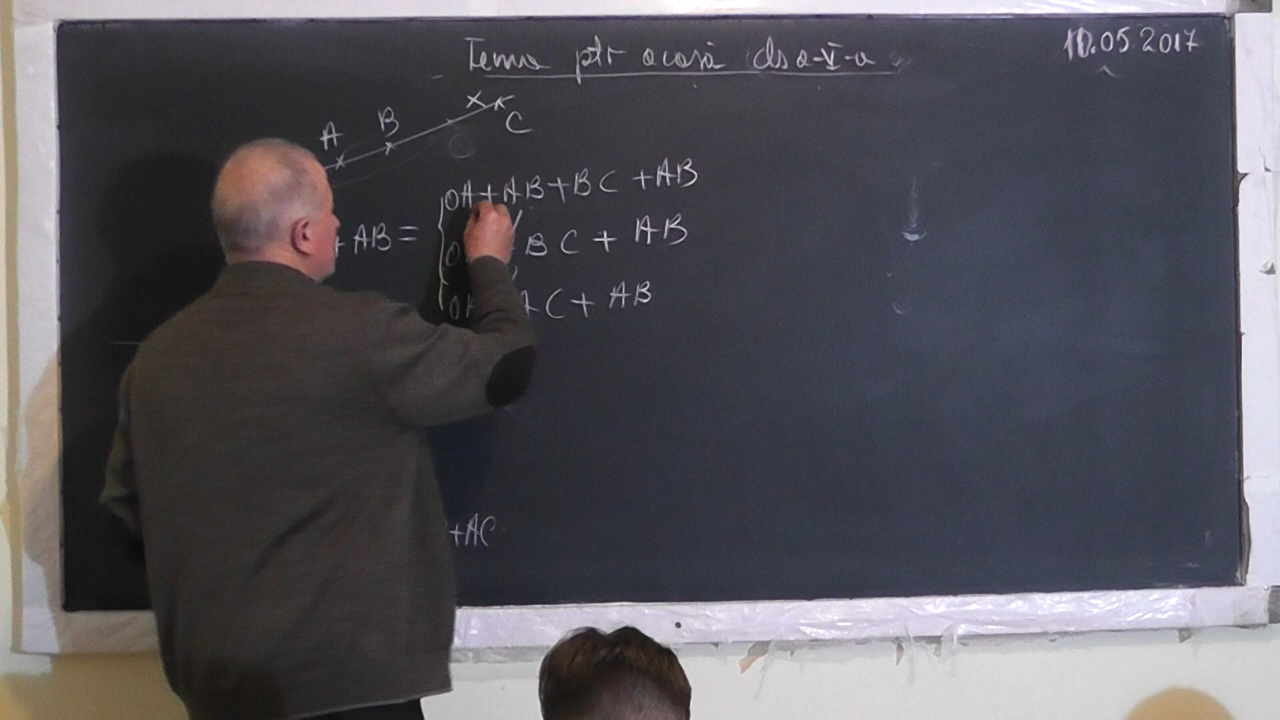 Tema ptr acasă cls a-V-a
10.05.2017
A B C C
OA+AB+BC+AB
+AB=
BC+AB
AC+AB
+AC